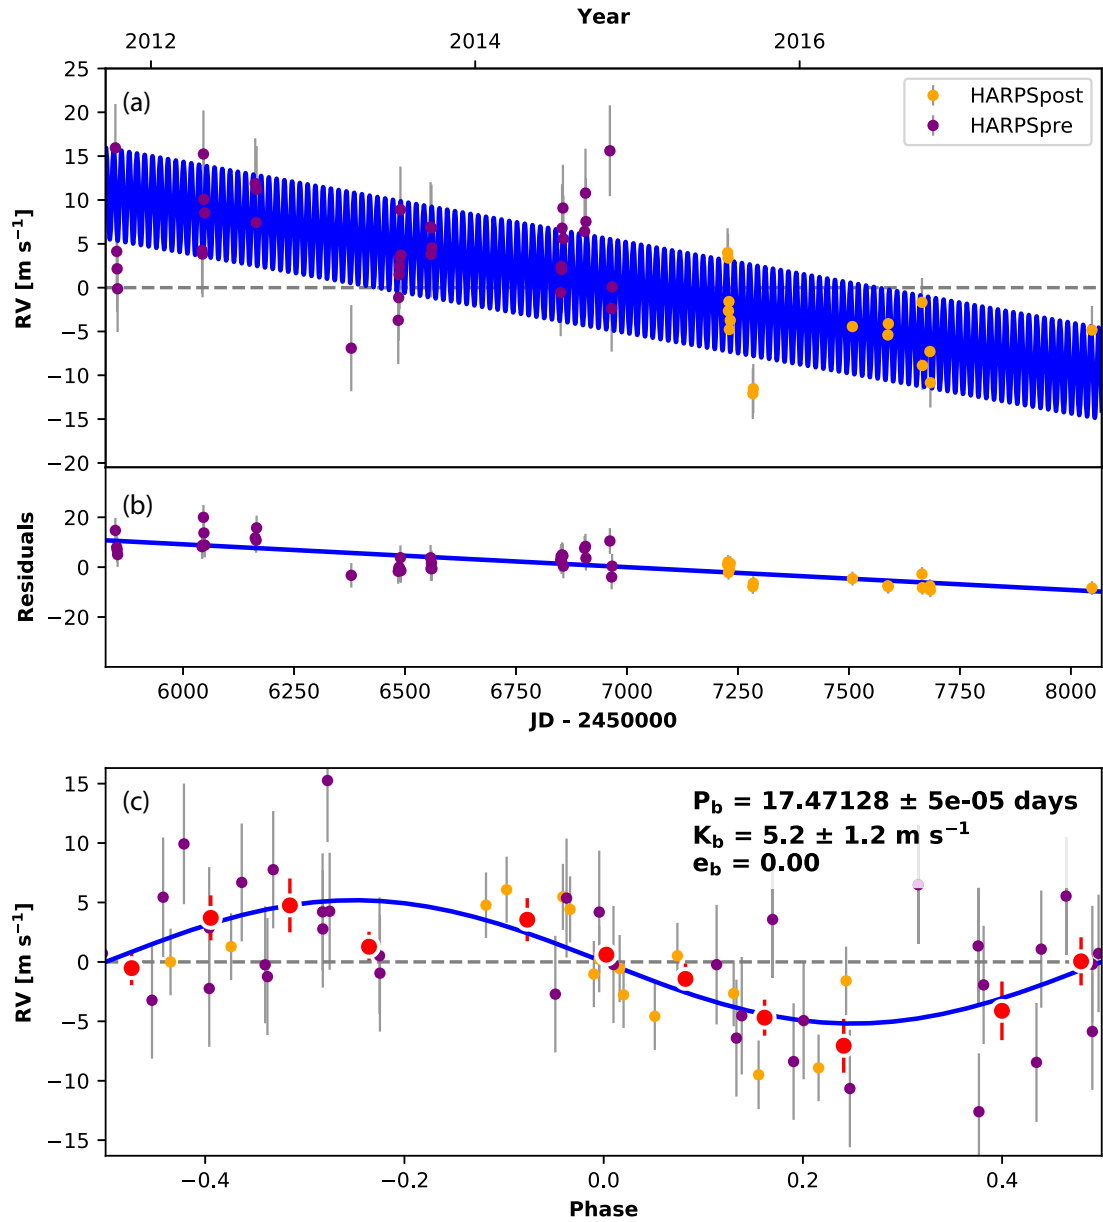 Year
2012 2014 2016
25
(a)
HARPSpost
HARPSpre
20
15
10
5
0
−5
−10
−15
−20
RV [m s⁻¹]
(b)
20
0
−20
Residuals
6000 6250 6500 6750 7000 7250 7500 7750 8000
JD - 2450000
(c)
P_b = 17.47128 ± 5e-05 days
K_b = 5.2 ± 1.2 m s⁻¹
e_b = 0.00
15
10
5
0
−5
−10
−15
RV [m s⁻¹]
−0.4 −0.2 0.0 0.2 0.4
Phase